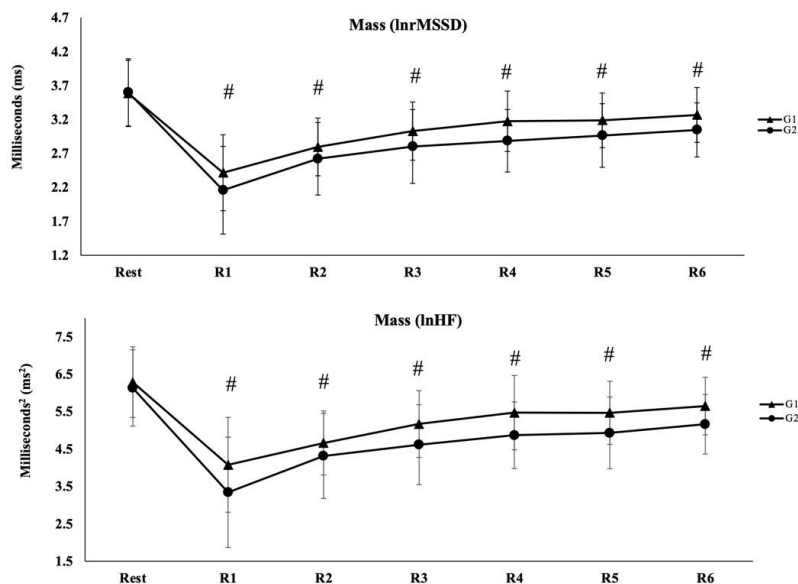 Mass (lnrMSSD)
Milliseconds (ms)
4.7
4.2
3.7
3.2
2.7
2.2
1.7
1.2
# # # # # #
G1
G2
Rest R1 R2 R3 R4 R5 R6
Mass (lnHF)
Milliseconds² (ms²)
7.5
6.5
5.5
4.5
3.5
2.5
1.5
# # # # # #
G1
G2
Rest R1 R2 R3 R4 R5 R6